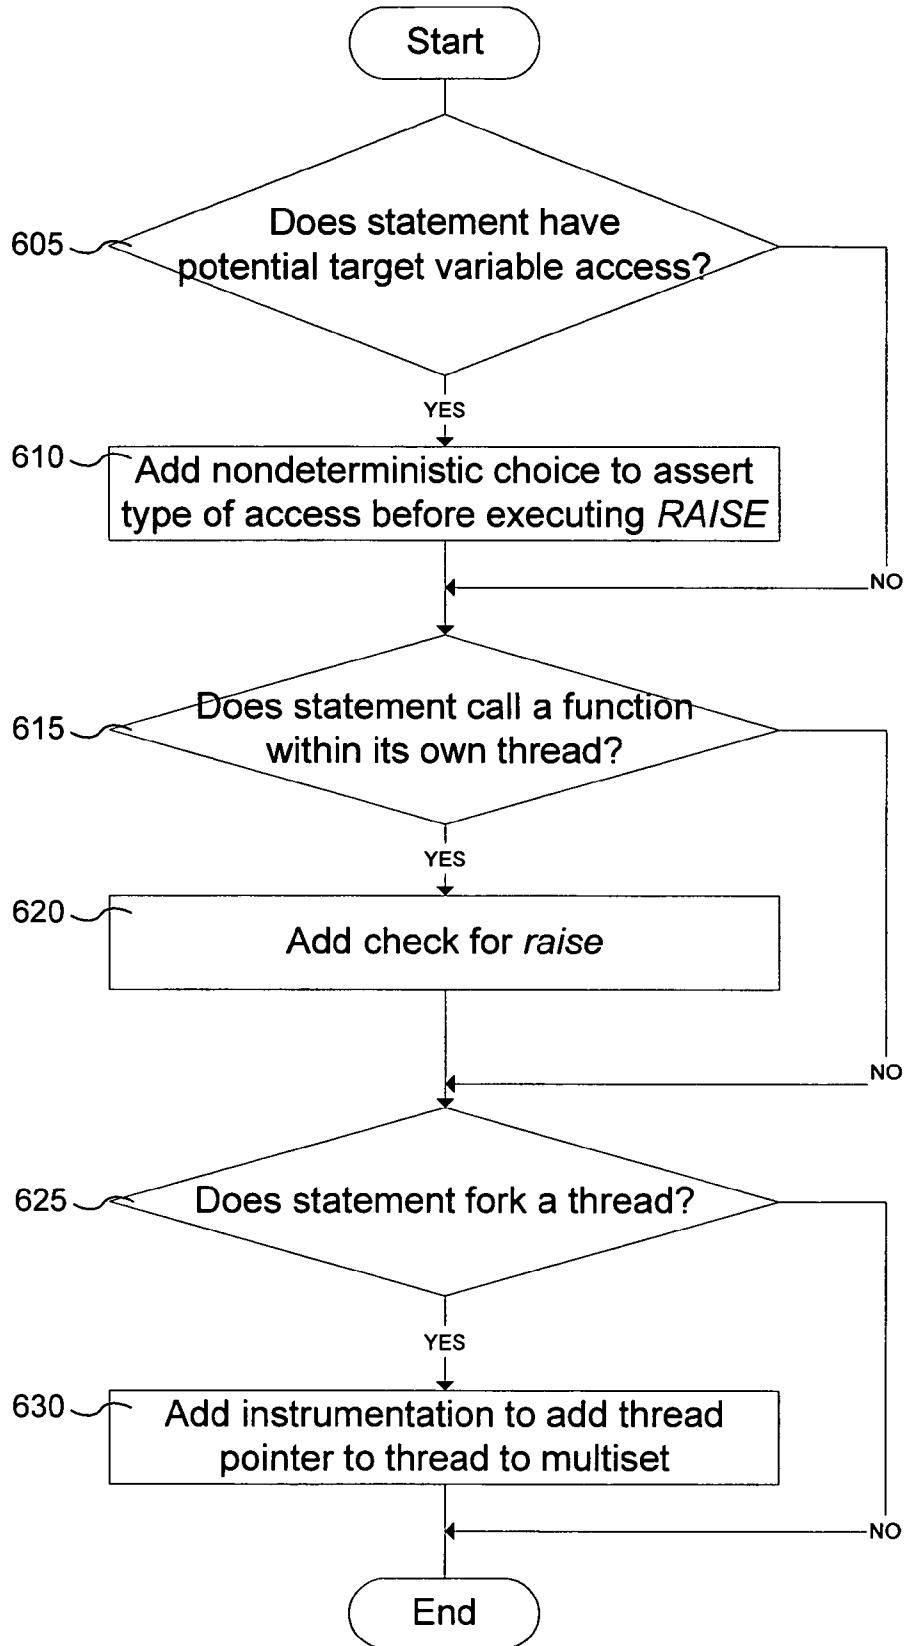 Start
605
Does statement have
potential target variable access?
YES
610
Add nondeterministic choice to assert
type of access before executing RAISE
NO
615
Does statement call a function
within its own thread?
YES
620
Add check for raise
NO
625
Does statement fork a thread?
YES
630
Add instrumentation to add thread
pointer to thread to multiset
NO
End